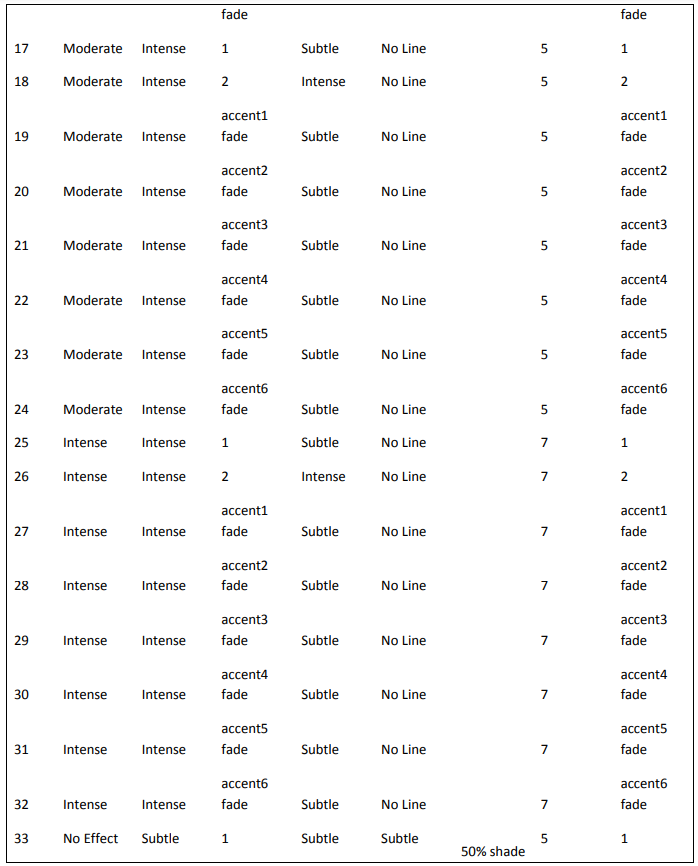 fade fade
17 Moderate Intense 1 Subtle No Line 5 1
18 Moderate Intense 2 Intense No Line 5 2
accent1 accent1
19 Moderate Intense fade Subtle No Line 5 fade
accent2 accent2
20 Moderate Intense fade Subtle No Line 5 fade
accent3 accent3
21 Moderate Intense fade Subtle No Line 5 fade
accent4 accent4
22 Moderate Intense fade Subtle No Line 5 fade
accent5 accent5
23 Moderate Intense fade Subtle No Line 5 fade
accent6 accent6
24 Moderate Intense fade Subtle No Line 5 fade
25 Intense Intense 1 Subtle No Line 7 1
26 Intense Intense 2 Intense No Line 7 2
accent1 accent1
27 Intense Intense fade Subtle No Line 7 fade
accent2 accent2
28 Intense Intense fade Subtle No Line 7 fade
accent3 accent3
29 Intense Intense fade Subtle No Line 7 fade
accent4 accent4
30 Intense Intense fade Subtle No Line 7 fade
accent5 accent5
31 Intense Intense fade Subtle No Line 7 fade
accent6 accent6
32 Intense Intense fade Subtle No Line 7 fade
33 No Effect Subtle 1 Subtle Subtle 5 1
50% shade